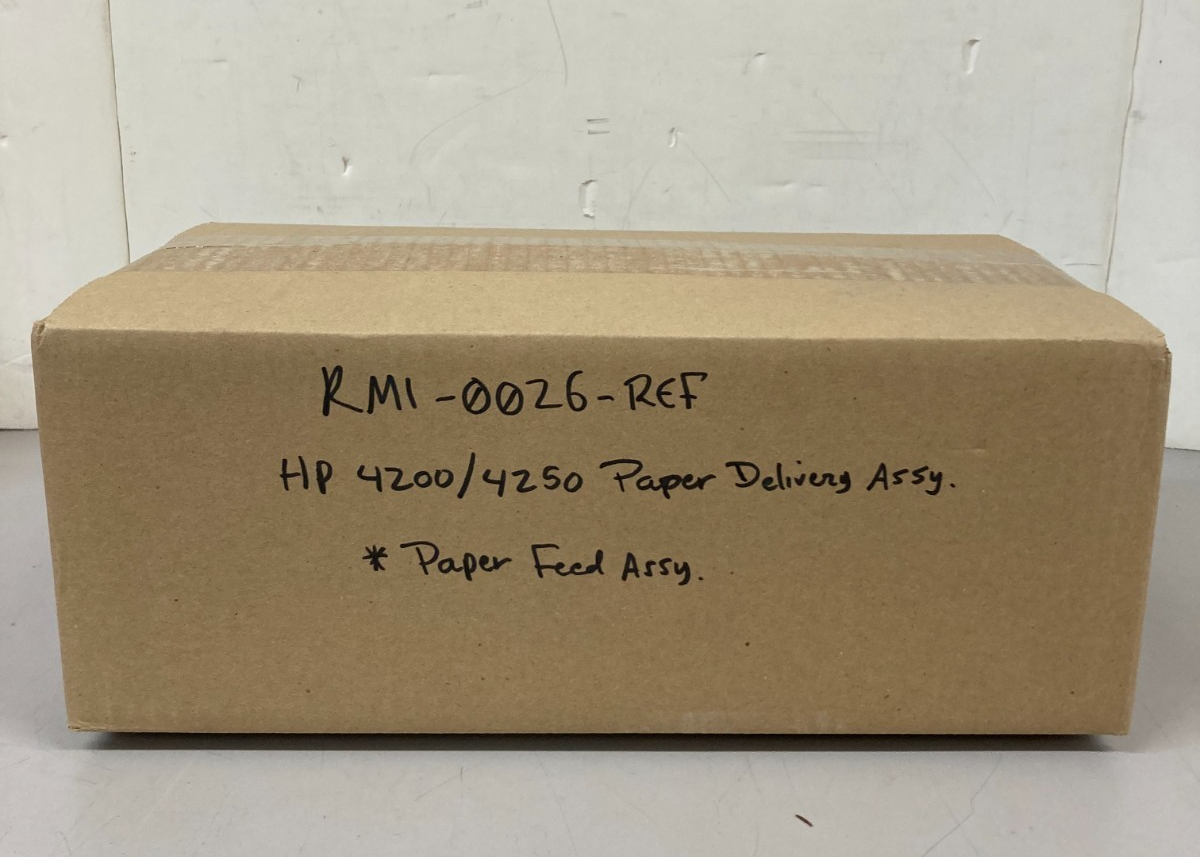 RM1-0026-REF
HP 4200/4250 Paper Delivery Assy.
* Paper Feed Assy.